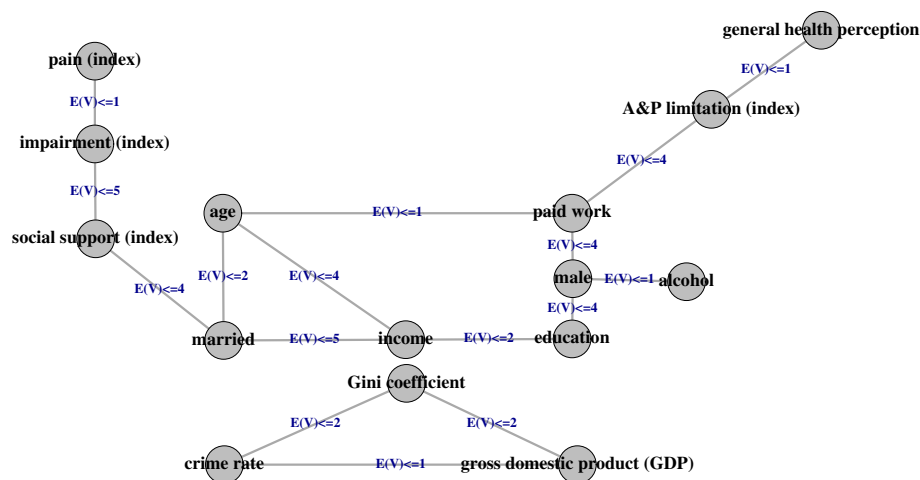 general health perception
pain (index)
E(V)<=1
E(V)<=1
A&P limitation (index)
impairment (index)
E(V)<=4
E(V)<=5
age
E(V)<=1
paid work
social support (index)
E(V)<=4
E(V)<=2
E(V)<=4
male
E(V)<=1
alcohol
E(V)<=4
E(V)<=4
married
E(V)<=5
income
E(V)<=2
education
Gini coefficient
E(V)<=2
E(V)<=2
crime rate
E(V)<=1
gross domestic product (GDP)